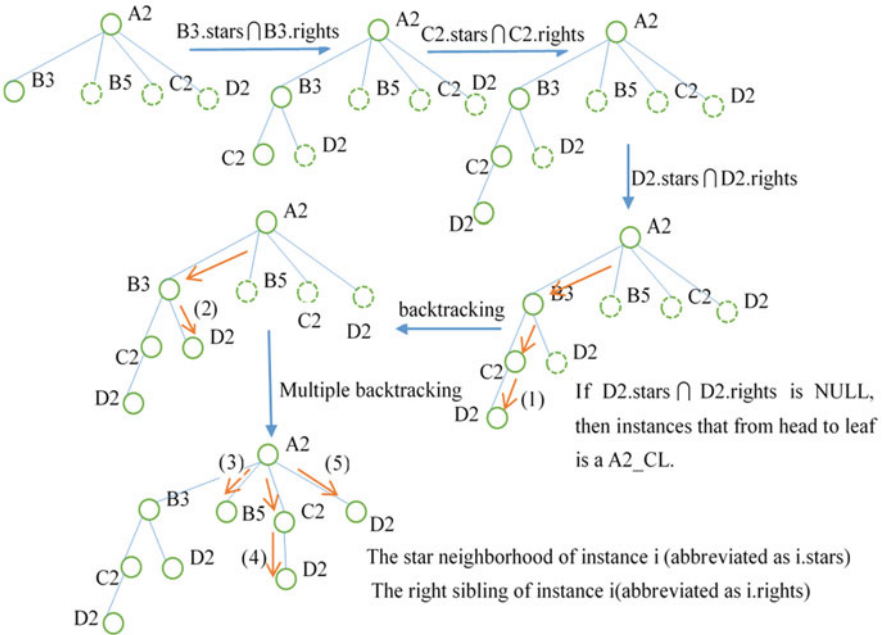 A2
B3.stars⋂B3.rights
A2
C2.stars⋂C2.rights
A2
B3
B5
C2
D2
B3
B5
C2
D2
B3
B5
C2
D2
C2
D2
C2
D2
D2
D2.stars⋂D2.rights
A2
A2
B3
B5
C2
D2
(2)
D2
C2
D2
backtracking
B3
B5
C2
D2
D2
C2
D2
(1)
If D2.stars⋂ D2.rights is NULL,
then instances that from head to leaf
is a A2_CL.
Multiple backtracking
A2
(3)
(5)
B3
B5
C2
D2
C2
D2
(4)
D2
D2
The star neighborhood of instance i (abbreviated as i.stars)
The right sibling of instance i(abbreviated as i.rights)